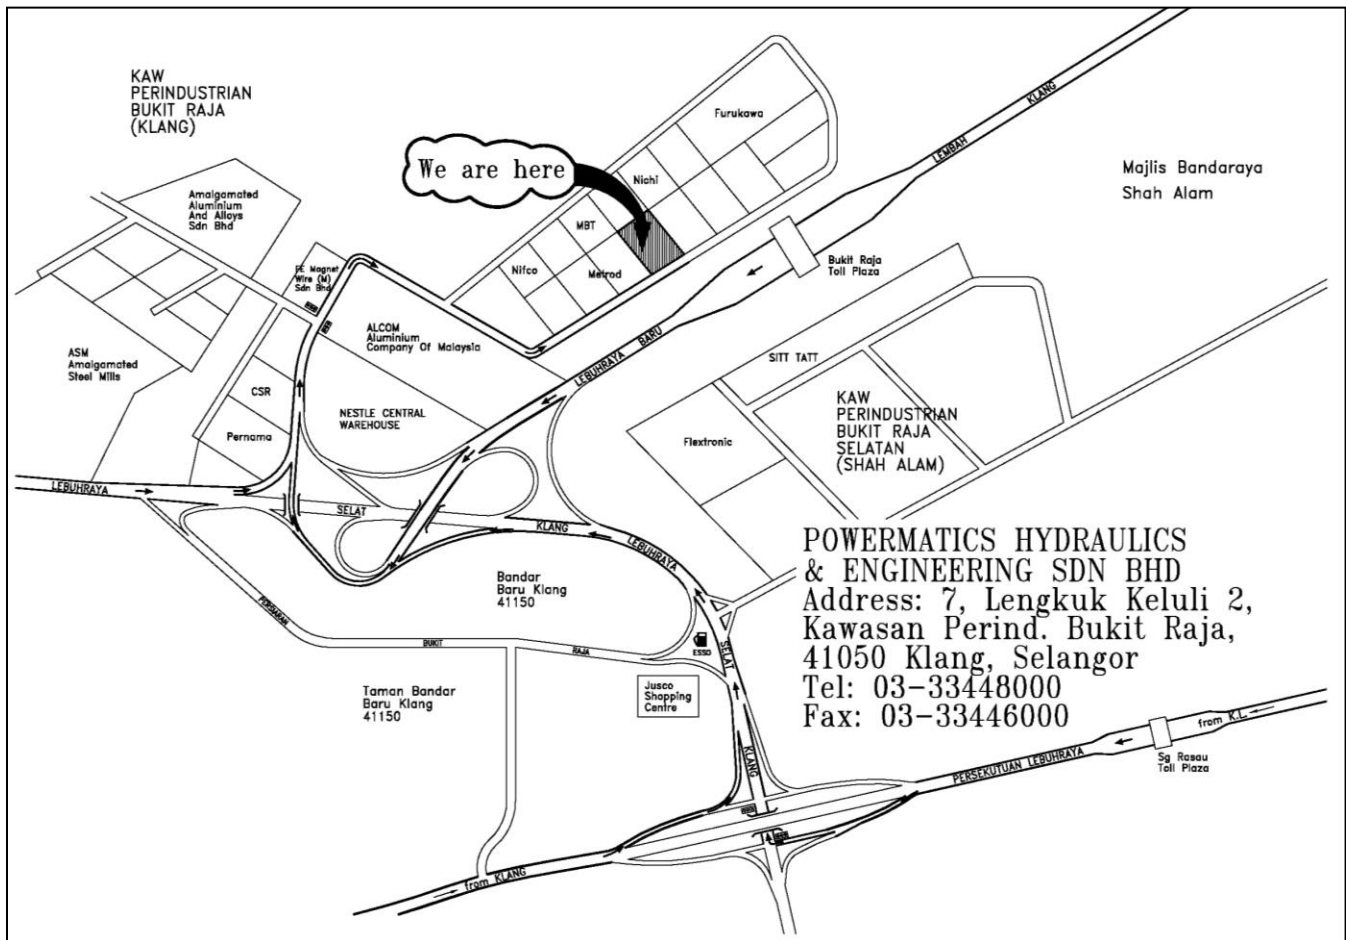 KAW
PERINDUSTRIAN
BUKIT RAJA
(KLANG)
Furukawa
KLANG
LEMBAH
We are here
Nichi
Majlis Bandaraya
Shah Alam
Amalgamated
Aluminium
And Alloys
Sdn Bhd
MBT
Nifco
Metrod
Bukit Raja
Toll Plaza
FE Magnet
Wire (M)
Sdn Bhd
ALCOM
Aluminium
Company Of Malaysia
LEBUHRAYA BARU
ASM
Amalgamated
Steel Mills
CSR
SITT TATT
NESTLE CENTRAL
WAREHOUSE
KAW
PERINDUSTRIAN
BUKIT RAJA
SELATAN
(SHAH ALAM)
Pernama
Flextronic
LEBUHRAYA
SELAT
KLANG
LEBUHRAYA
SELAT
KLANG
Bandar
Baru Klang
41150
POWERMATICS HYDRAULICS
& ENGINEERING SDN BHD
Address: 7, Lengkuk Keluli 2,
Kawasan Perind. Bukit Raja,
41050 Klang, Selangor
Tel: 03-33448000
Fax: 03-33446000
PERSIARAN
BUKIT
RAJA
ESSO
Taman Bandar
Baru Klang
41150
Jusco
Shopping
Centre
from K.L.
Sg Rasau
Toll Plaza
PERSEKUTUAN LEBUHRAYA
from KLANG